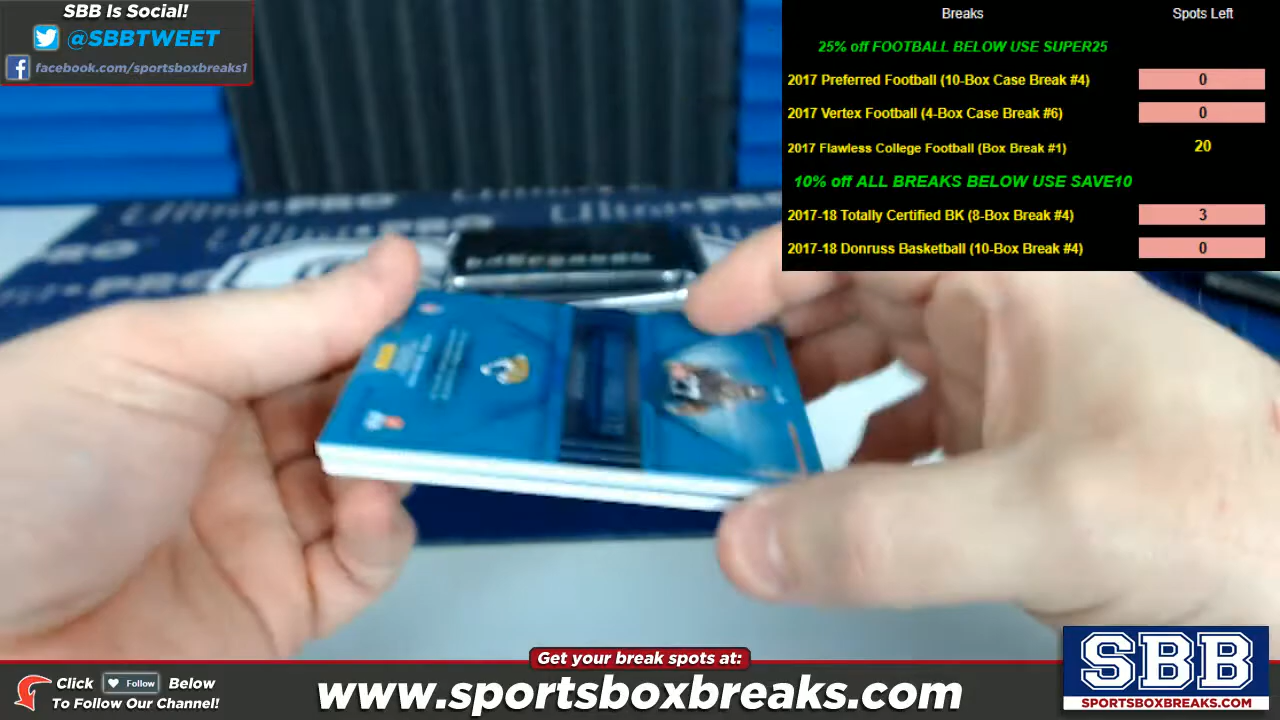 SBB Is Social!
@SBBTWEET
facebook.com/sportsboxbreaks1
Breaks Spots Left
25% off FOOTBALL BELOW USE SUPER25
2017 Preferred Football (10-Box Case Break #4) 0
2017 Vertex Football (4-Box Case Break #6) 0
2017 Flawless College Football (Box Break #1) 20
10% off ALL BREAKS BELOW USE SAVE10
2017-18 Totally Certified BK (8-Box Break #4) 3
2017-18 Donruss Basketball (10-Box Break #4) 0
Ultra PRO
Get your break spots at:
Click Follow Below
To Follow Our Channel!
www.sportsboxbreaks.com
SBB
SPORTSBOXBREAKS.COM